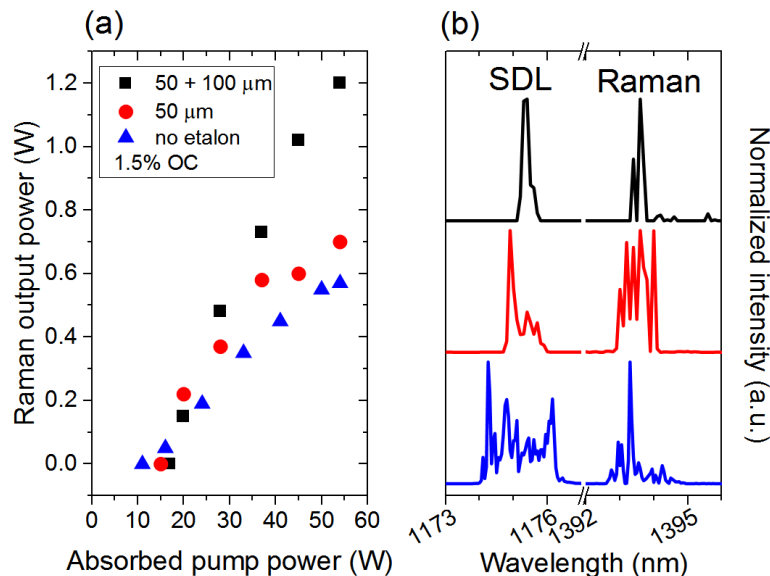 (a)
(b)
50 + 100 μm
50 μm
no etalon
1.5% OC
1.2
1.0
0.8
0.6
0.4
0.2
0.0
Raman output power (W)
0 10 20 30 40 50 60
Absorbed pump power (W)
SDL Raman
1173 1176 1392 1395
Wavelength (nm)
Normalized intensity (a.u.)